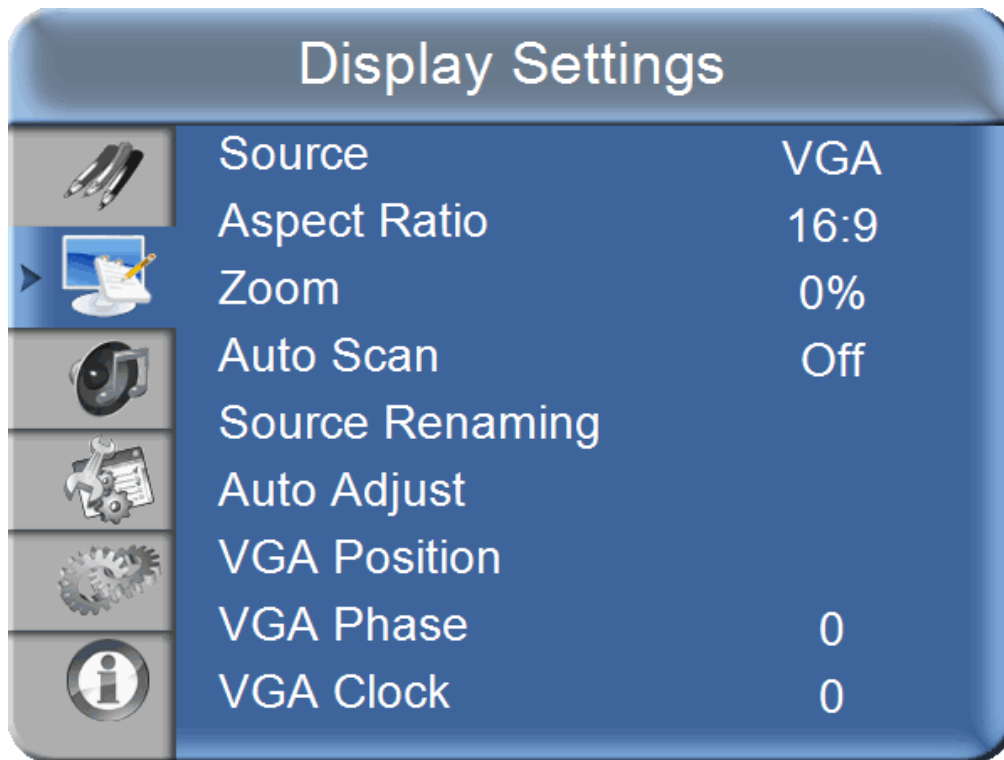 Display Settings
Source VGA
Aspect Ratio 16:9
Zoom 0%
Auto Scan Off
Source Renaming
Auto Adjust
VGA Position
VGA Phase 0
VGA Clock 0